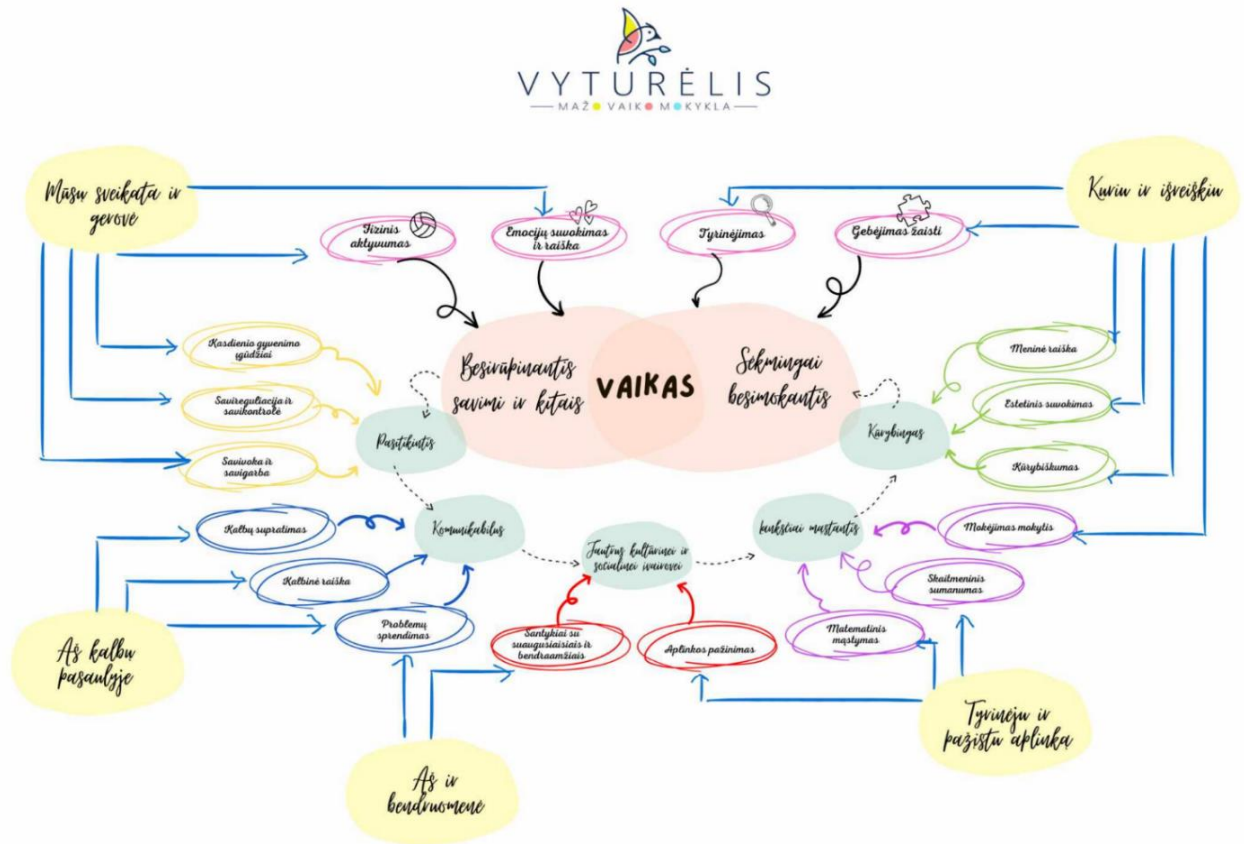 VYTURĖLIS
MAŽO VAIKO MOKYKLA
Mūsų sveikata ir
gerovė
Kuriu ir išreiškiu
Fizinis
aktyvumas
Emocijų suvokimas
ir raiška
Tyrinėjimas
Gebėjimas žaisti
Besirūpinantis
savimi ir kitais
VAIKAS
Sėkmingai
besimokantis
Kasdienio gyvenimo
įgūdžiai
Savireguliacija ir
savikontrolė
Savivoka ir
savigarba
Pasitikintis
Kūrybingas
Meninė raiška
Estetinis suvokimas
Kūrybiškumas
Kalbų supratimas
Kalbinė raiška
Problemų
sprendimas
Komunikabilus
Jautrus kultūrinei ir
socialinei įvairovei
Lanksčiai mąstantis
Mokėjimas mokytis
Skaitmeninis
sumanumas
Matematinis
mąstymas
Santykiai su
suaugusiaisiais ir
bendraamžiais
Aplinkos pažinimas
Aš kalbu
pasaulyje
Aš ir
bendruomenė
Tyrinėju ir
pažįstu aplinką